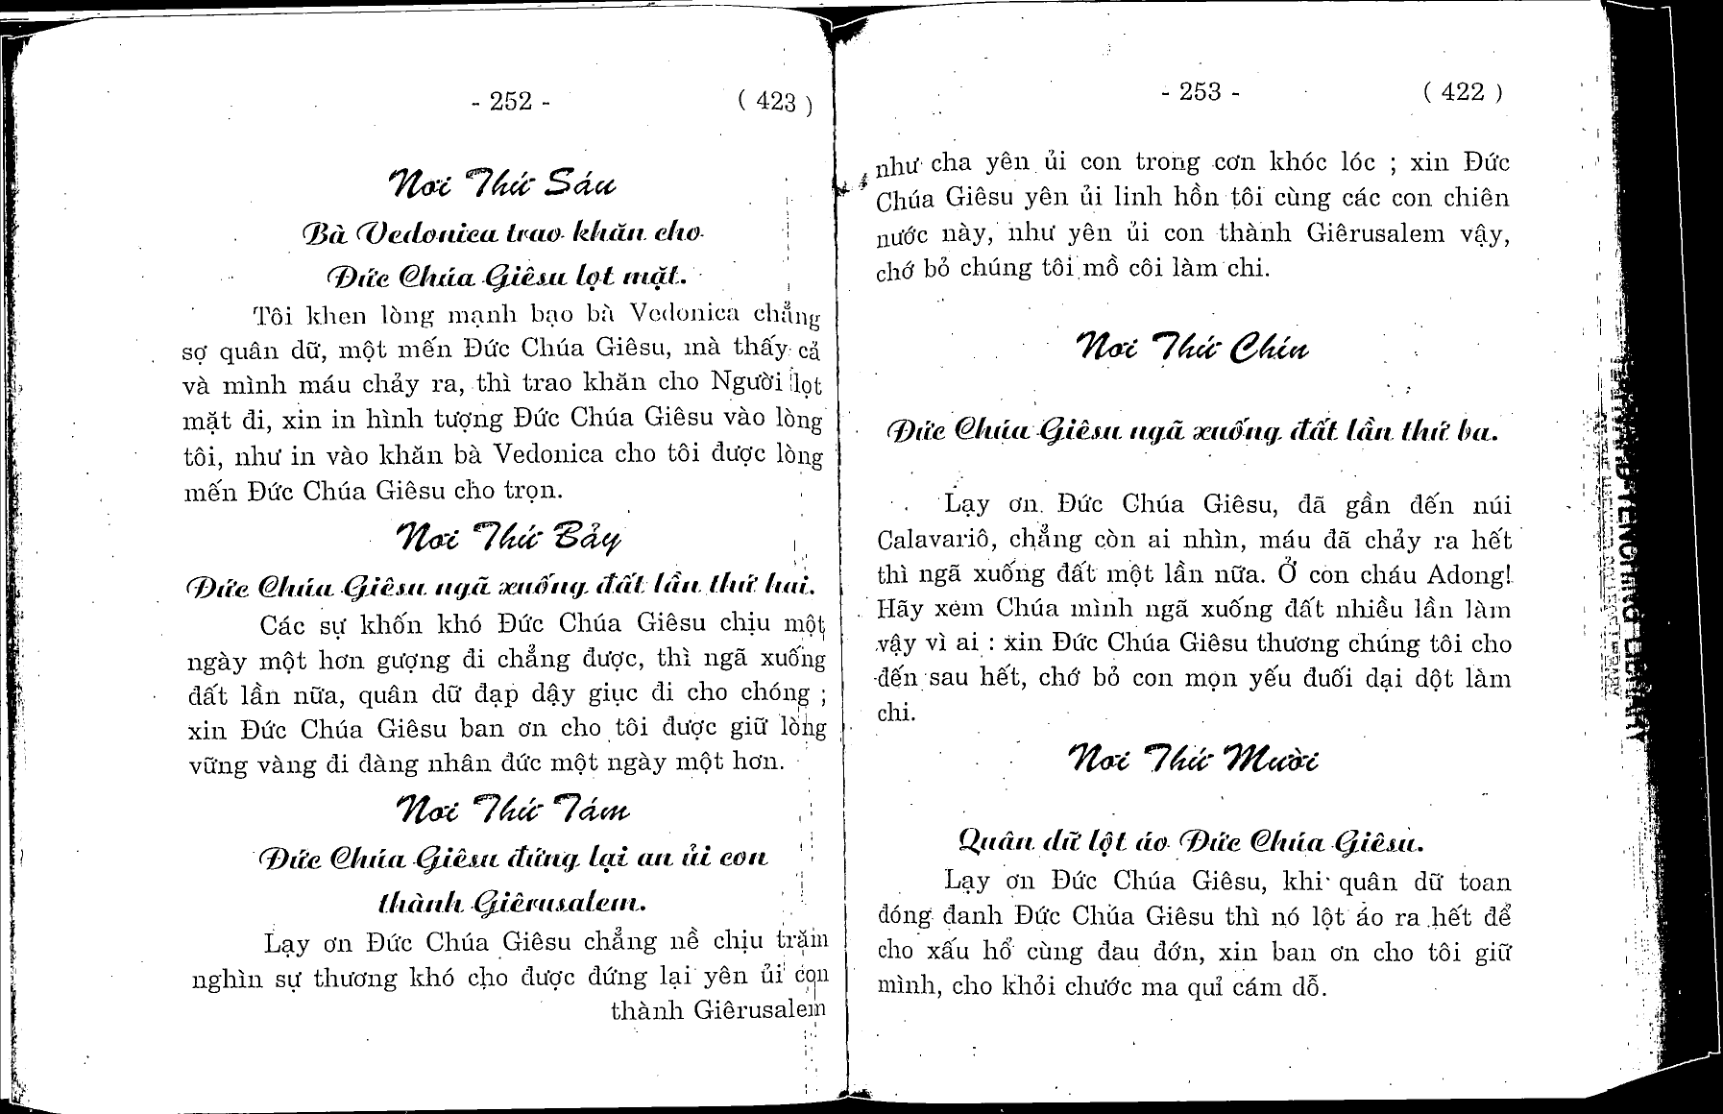 - 252 - ( 423 )
Nơi Thứ Sáu
Bà Vedonica trao khăn cho
Đức Chúa Giêsu lọt mặt.
Tôi khen lòng mạnh bạo bà Vedonica chẳng
sợ quân dữ, một mến Đức Chúa Giêsu, mà thấy cả
và mình máu chảy ra, thì trao khăn cho Người lọt
mặt đi, xin in hình tượng Đức Chúa Giêsu vào lòng
tôi, như in vào khăn bà Vedonica cho tôi được lòng
mến Đức Chúa Giêsu cho trọn.
Nơi Thứ Bảy
Đức Chúa Giêsu ngã xuống đất lần thứ hai.
Các sự khốn khó Đức Chúa Giêsu chịu một
ngày một hơn gượng đi chẳng được, thì ngã xuống
đất lần nữa, quân dữ đạp dậy giục đi cho chóng ;
xin Đức Chúa Giêsu ban ơn cho tôi được giữ lòng
vững vàng đi đàng nhân đức một ngày một hơn.
Nơi Thứ Tám
Đức Chúa Giêsu đứng lại an ủi con
thành Giêrusalem.
Lạy ơn Đức Chúa Giêsu chẳng nề chịu trăm
nghìn sự thương khó cho được đứng lại yên ủi con
thành Giêrusalem
- 253 - ( 422 )
như cha yên ủi con trong cơn khóc lóc ; xin Đức
Chúa Giêsu yên ủi linh hồn tôi cùng các con chiên
nước này, như yên ủi con thành Giêrusalem vậy,
chớ bỏ chúng tôi mồ côi làm chi.
Nơi Thứ Chín
Đức Chúa Giêsu ngã xuống đất lần thứ ba.
Lạy ơn Đức Chúa Giêsu, đã gần đến núi
Calavariô, chẳng còn ai nhìn, máu đã chảy ra hết
thì ngã xuống đất một lần nữa. Ở con cháu Adong!
Hãy xem Chúa mình ngã xuống đất nhiều lần làm
vậy vì ai : xin Đức Chúa Giêsu thương chúng tôi cho
đến sau hết, chớ bỏ con mọn yếu đuối dại dột làm
chi.
Nơi Thứ Mười
Quân dữ lột áo Đức Chúa Giêsu.
Lạy ơn Đức Chúa Giêsu, khi quân dữ toan
đóng đanh Đức Chúa Giêsu thì nó lột áo ra hết để
cho xấu hổ cùng đau đớn, xin ban ơn cho tôi giữ
mình, cho khỏi chước ma quỉ cám dỗ.